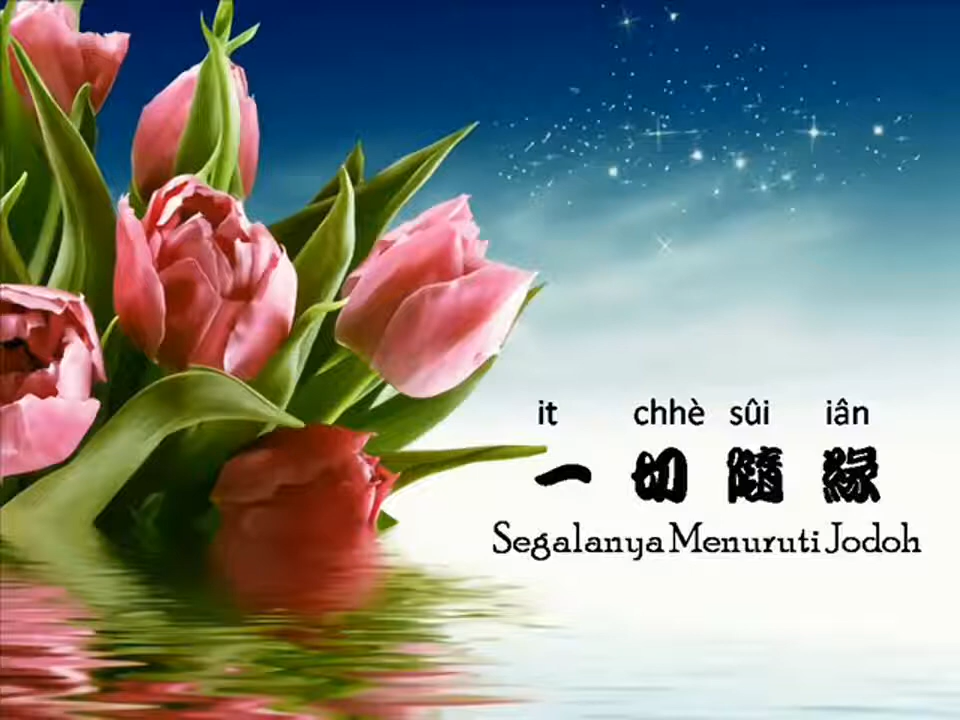 it chhè sûi iân
一切隨緣
Segalanya Menuruti Jodoh